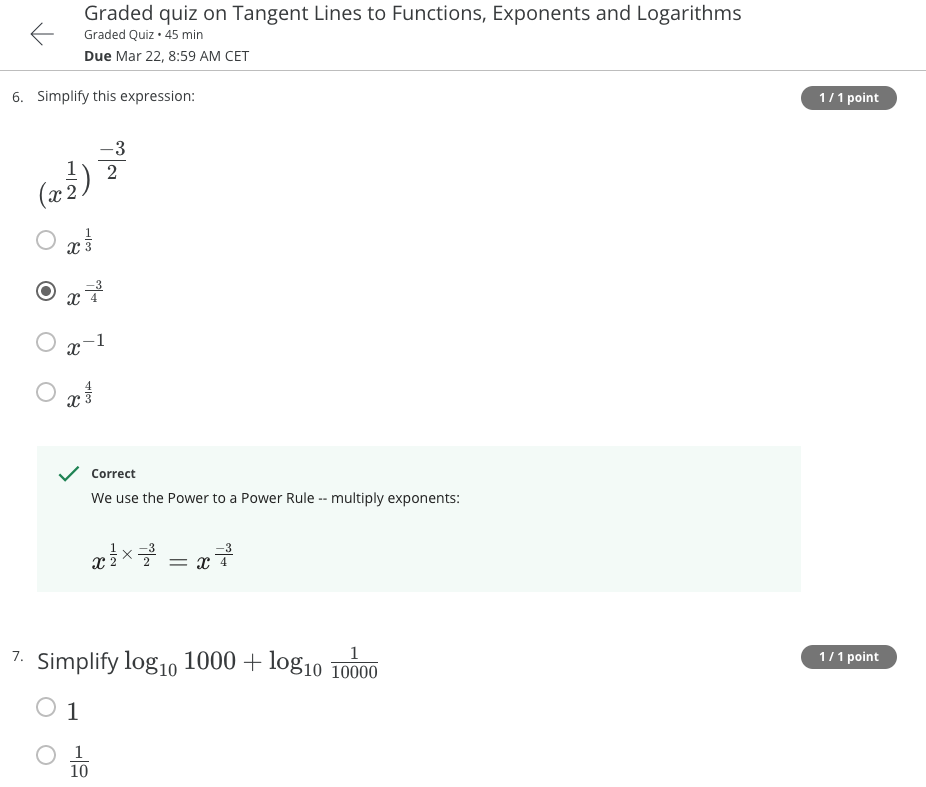 Graded quiz on Tangent Lines to Functions, Exponents and Logarithms
Graded Quiz • 45 min
Due Mar 22, 8:59 AM CET
6. Simplify this expression:
1 / 1 point
(x^{\frac{1}{2}})^{\frac{-3}{2}}
x^{\frac{1}{3}}
x^{\frac{-3}{4}}
x^{-1}
x^{\frac{4}{3}}
Correct
We use the Power to a Power Rule -- multiply exponents:
x^{\frac{1}{2} \times \frac{-3}{2}} = x^{\frac{-3}{4}}
7. Simplify \log_{10} 1000 + \log_{10} \frac{1}{10000}
1 / 1 point
1
\frac{1}{10}